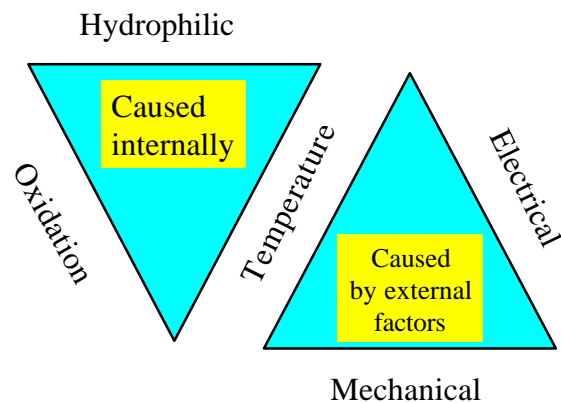 Hydrophilic
Caused
internally
Oxidation
Temperature
Electrical
Caused
by external
factors
Mechanical